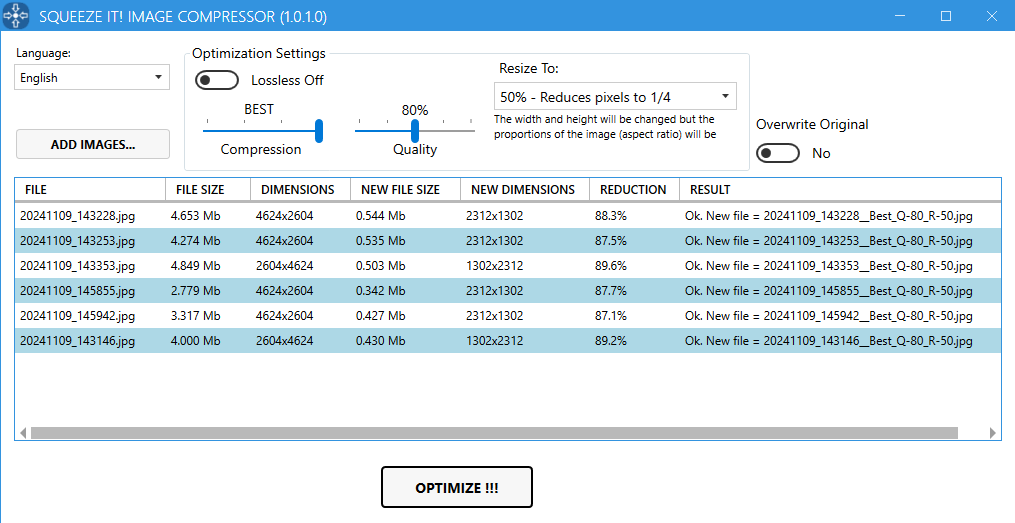 SQUEEZE IT! IMAGE COMPRESSOR (1.0.1.0)
Language:
English
ADD IMAGES...
Optimization Settings
Lossless Off
BEST
Compression
80%
Quality
Resize To:
50% - Reduces pixels to 1/4
The width and height will be changed but the
proportions of the image (aspect ratio) will be
Overwrite Original
No
FILE FILE SIZE DIMENSIONS NEW FILE SIZE NEW DIMENSIONS REDUCTION RESULT
20241109_143228.jpg 4.653 Mb 4624x2604 0.544 Mb 2312x1302 88.3% Ok. New file = 20241109_143228__Best_Q-80_R-50.jpg
20241109_143253.jpg 4.274 Mb 4624x2604 0.535 Mb 2312x1302 87.5% Ok. New file = 20241109_143253__Best_Q-80_R-50.jpg
20241109_143353.jpg 4.849 Mb 2604x4624 0.503 Mb 1302x2312 89.6% Ok. New file = 20241109_143353__Best_Q-80_R-50.jpg
20241109_145855.jpg 2.779 Mb 4624x2604 0.342 Mb 2312x1302 87.7% Ok. New file = 20241109_145855__Best_Q-80_R-50.jpg
20241109_145942.jpg 3.317 Mb 4624x2604 0.427 Mb 2312x1302 87.1% Ok. New file = 20241109_145942__Best_Q-80_R-50.jpg
20241109_143146.jpg 4.000 Mb 2604x4624 0.430 Mb 1302x2312 89.2% Ok. New file = 20241109_143146__Best_Q-80_R-50.jpg
OPTIMIZE !!!